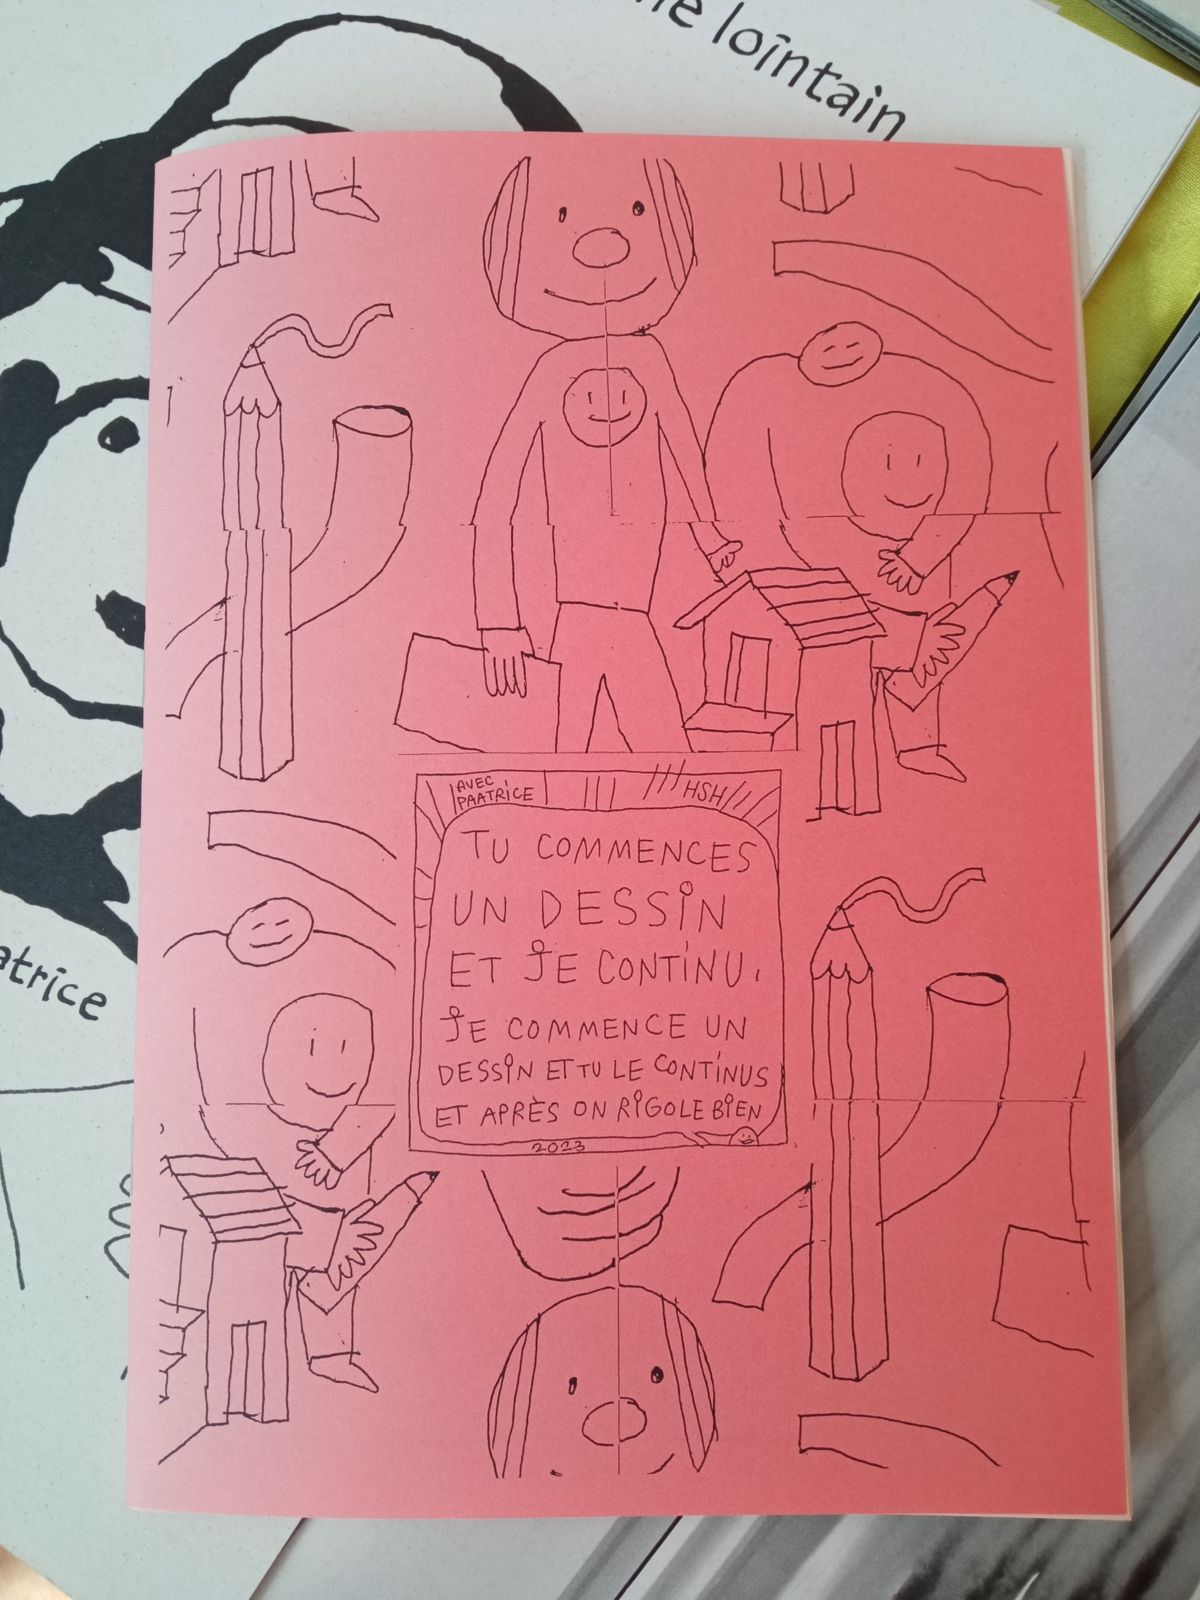 ne lointain
AVEC
PAATRICE
HSH
TU COMMENCES
UN DESSIN
ET JE CONTINU.
JE COMMENCE UN
DESSIN ET TU LE CONTINUS
ET APRÈS ON RIGOLE BIEN
2023
atrice